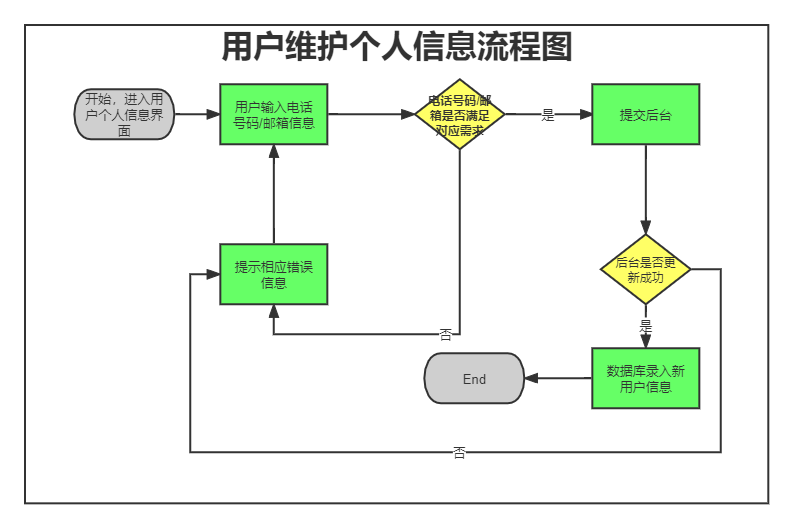 用户维护个人信息流程图
开始，进入用
户个人信息界
面
用户输入电话
号码/邮箱信息
电话号码/邮
箱是否满足
对应需求
是
提交后台
后台是否更
新成功
提示相应错误
信息
是
否
数据库录入新
用户信息
End
否